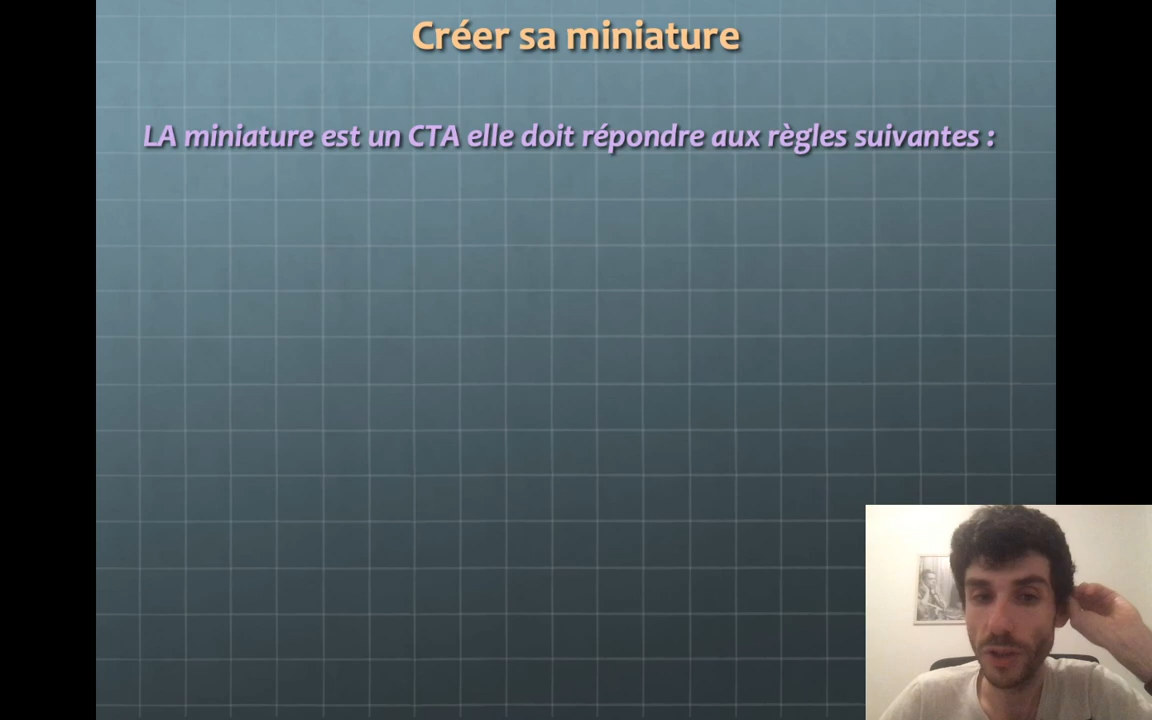 Créer sa miniature
LA miniature est un CTA elle doit répondre aux règles suivantes :